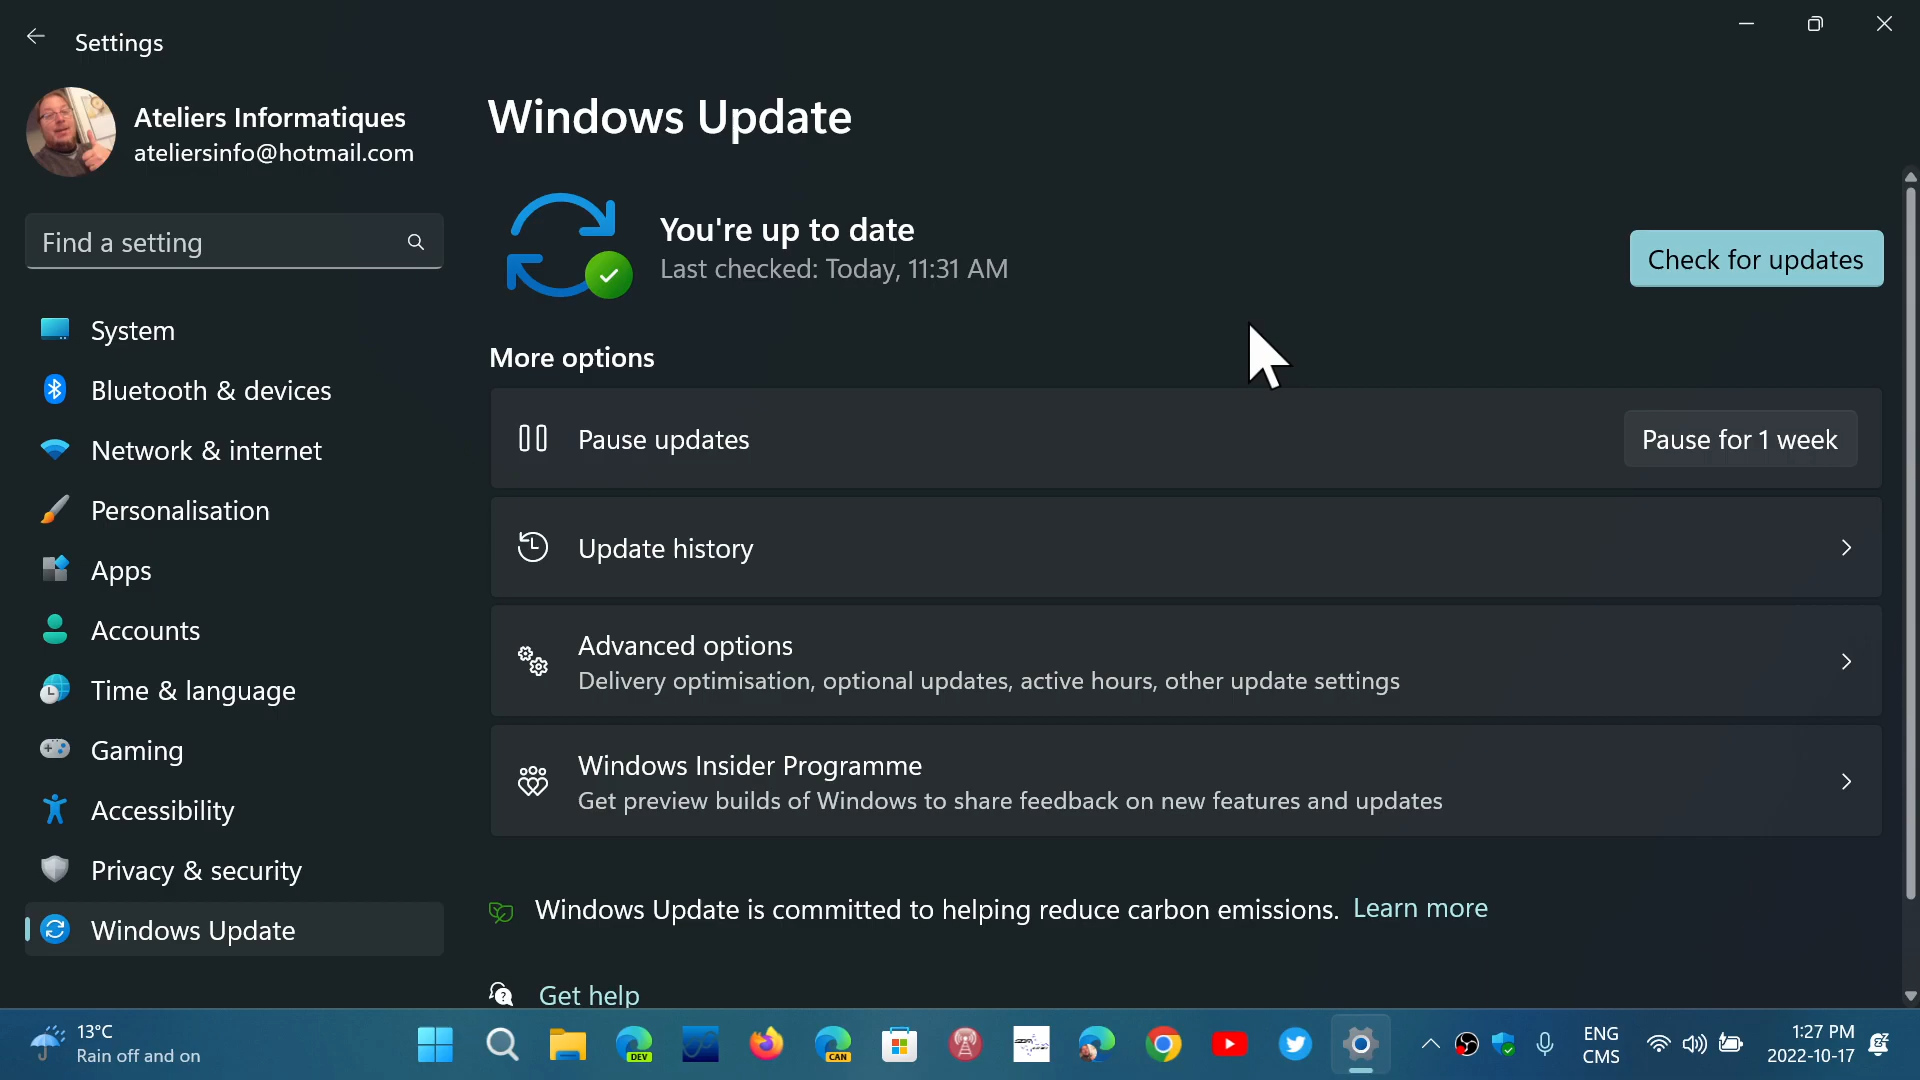 Settings
Ateliers Informatiques
ateliersinfo@hotmail.com
Find a setting
System
Bluetooth & devices
Network & internet
Personalisation
Apps
Accounts
Time & language
Gaming
Accessibility
Privacy & security
Windows Update
Windows Update
You're up to date
Last checked: Today, 11:31 AM
Check for updates
More options
Pause updates
Pause for 1 week
Update history
Advanced options
Delivery optimisation, optional updates, active hours, other update settings
Windows Insider Programme
Get preview builds of Windows to share feedback on new features and updates
Windows Update is committed to helping reduce carbon emissions. Learn more
Get help
13°C
Rain off and on
DEV
CAN
ENG
CMS
1:27 PM
2022-10-17